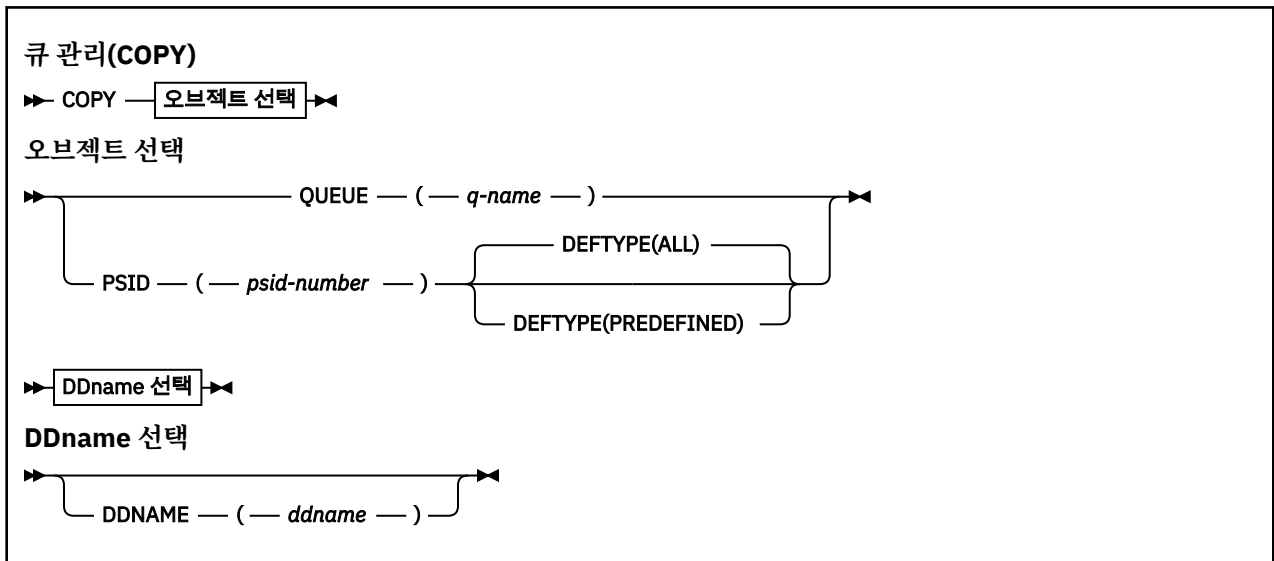 큐 관리(COPY)
COPY 오브젝트 선택
오브젝트 선택
QUEUE ( q-name )
DEFTYPE(ALL)
PSID ( psid-number )
DEFTYPE(PREDEFINED)
DDname 선택
DDname 선택
DDNAME ( ddname )